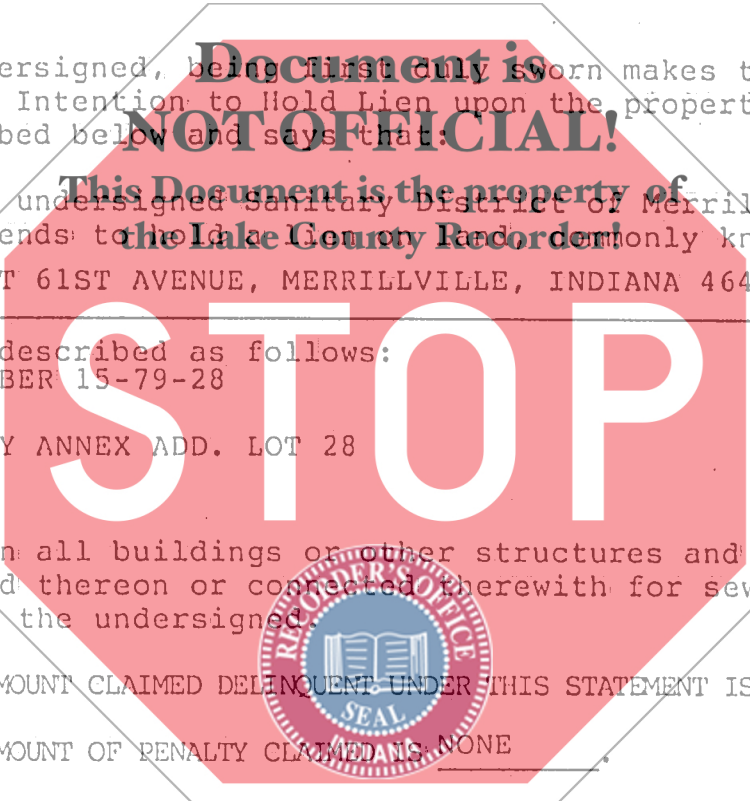 Document is
NOT OFFICIAL!
This Document is the property of
the Lake County Recorder!
ersigned, being first duly sworn makes t
Intention to Hold Lien upon the propert
bed below and says that:
undersigned Sanitary District of Merril
ends to hold a lien on land, commonly kn
T 61ST AVENUE, MERRILLVILLE, INDIANA 464
described as follows:
BER 15-79-28
Y ANNEX ADD. LOT 28
STOP
n all buildings or other structures and
d thereon or connected therewith for sew
the undersigned.
RECORDER'S OFFICE
SEAL
INDIANA
MOUNT CLAIMED DELINQUENT UNDER THIS STATEMENT IS
MOUNT OF PENALTY CLAIMED IS NONE.